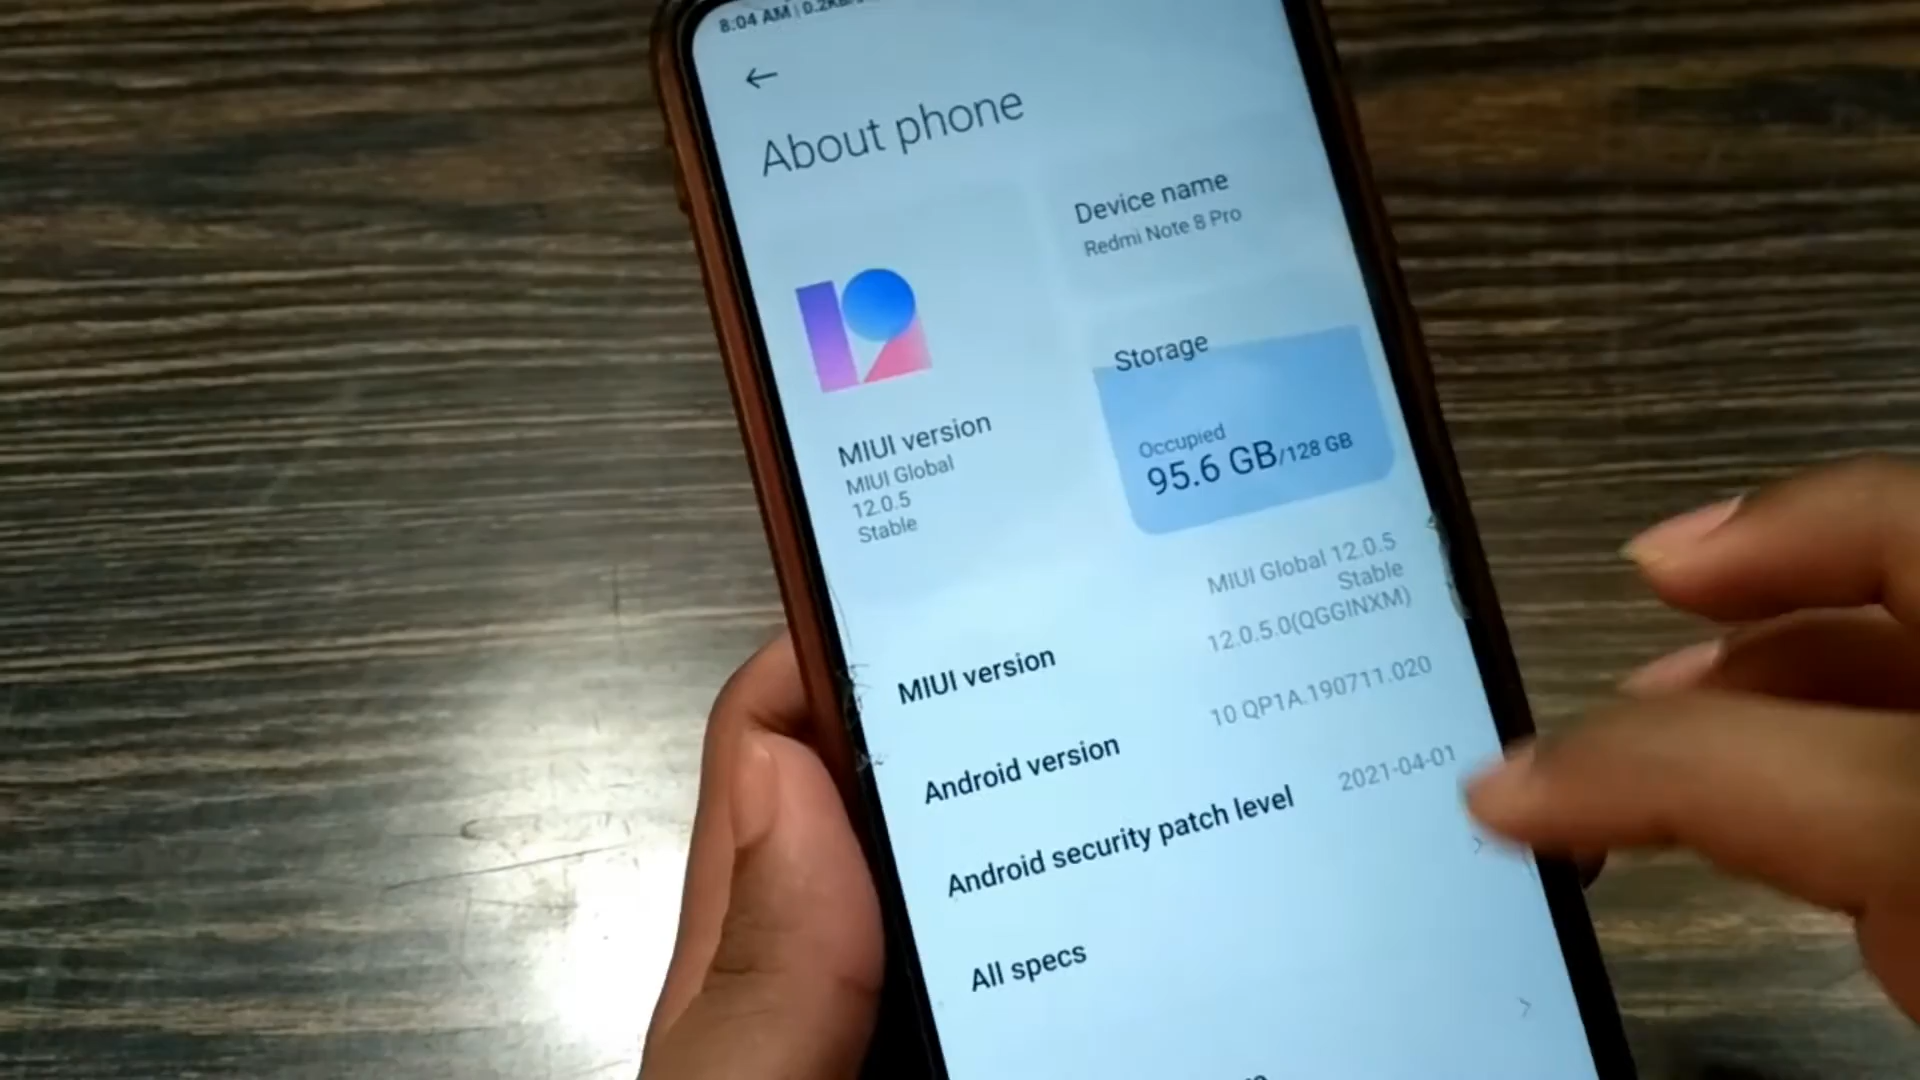 8:04 AM | 0.2KB
About phone
Device name
Redmi Note 8 Pro
MIUI version
MIUI Global
12.0.5
Stable
Storage
Occupied
95.6 GB/128 GB
MIUI version
MIUI Global 12.0.5
Stable
12.0.5.0(QGGINXM)
Android version
10 QP1A.190711.020
Android security patch level
2021-04-01
All specs